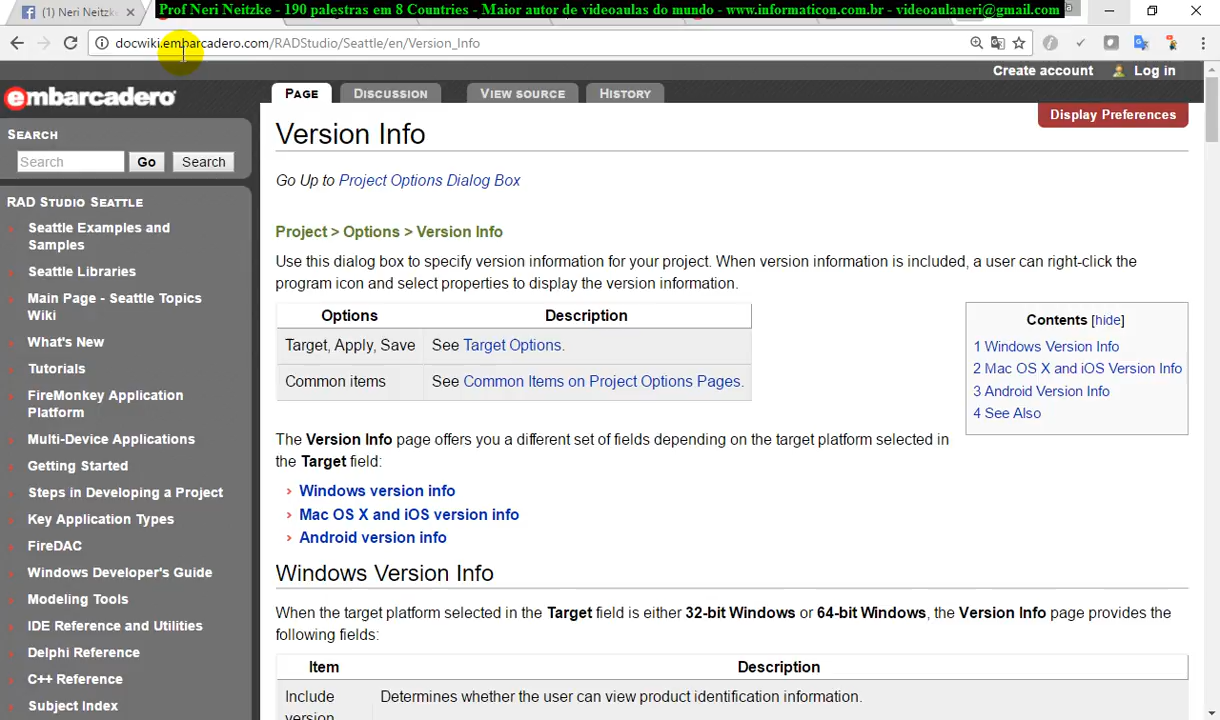 (1) Neri Neitzke
Prof Neri Neitzke - 190 palestras em 8 Countries - Maior autor de videoaulas do mundo - www.informaticon.com.br - videoaulaneri@gmail.com
docwiki.embarcadero.com/RADStudio/Seattle/en/Version_Info
Create account Log in
embarcadero
PAGE DISCUSSION VIEW SOURCE HISTORY
Display Preferences
SEARCH
Search Go Search
RAD STUDIO SEATTLE
Seattle Examples and
Samples
Seattle Libraries
Main Page - Seattle Topics
Wiki
What's New
Tutorials
FireMonkey Application
Platform
Multi-Device Applications
Getting Started
Steps in Developing a Project
Key Application Types
FireDAC
Windows Developer's Guide
Modeling Tools
IDE Reference and Utilities
Delphi Reference
C++ Reference
Subject Index
Version Info
Go Up to Project Options Dialog Box
Project > Options > Version Info
Use this dialog box to specify version information for your project. When version information is included, a user can right-click the
program icon and select properties to display the version information.
Options Description
Target, Apply, Save See Target Options.
Common items See Common Items on Project Options Pages.
Contents [hide]
1 Windows Version Info
2 Mac OS X and iOS Version Info
3 Android Version Info
4 See Also
The Version Info page offers you a different set of fields depending on the target platform selected in
the Target field:
Windows version info
Mac OS X and iOS version info
Android version info
Windows Version Info
When the target platform selected in the Target field is either 32-bit Windows or 64-bit Windows, the Version Info page provides the
following fields:
Item Description
Include Determines whether the user can view product identification information.
version